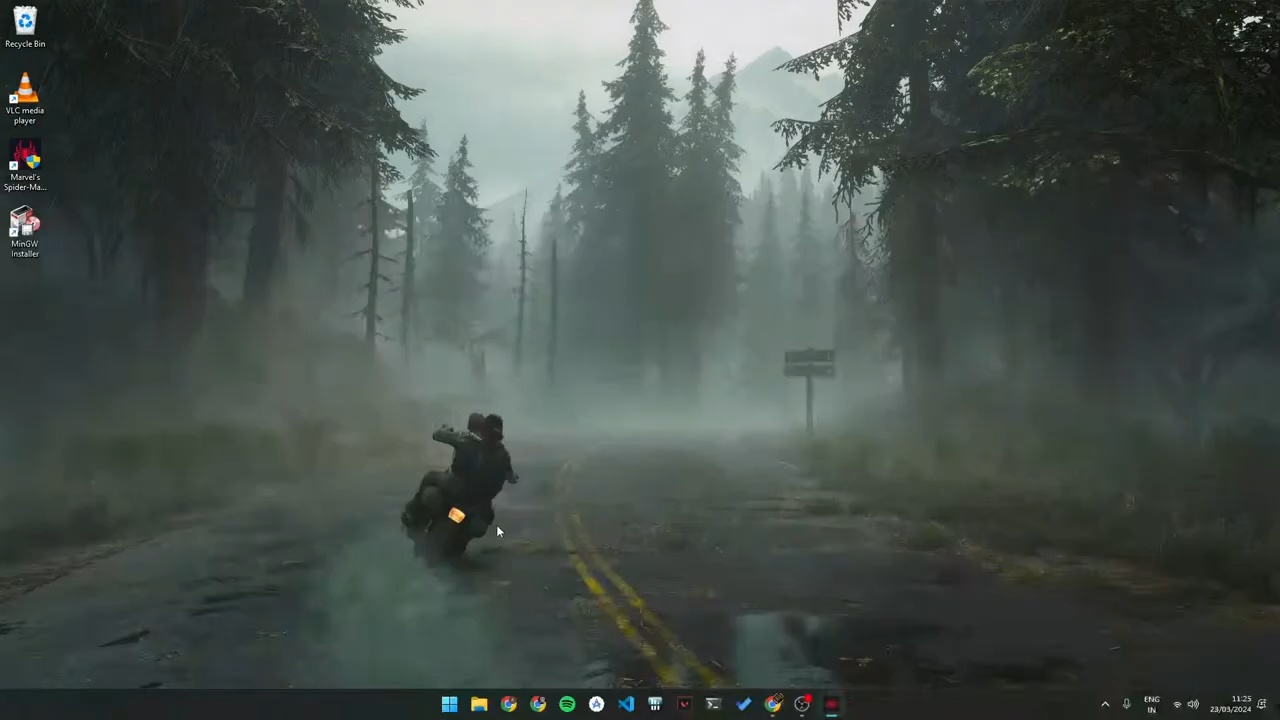 Recycle Bin
VLC media
player
Marvel's
Spider-Ma...
MinGW
Installer
ENG
IN
11:25
23/03/2024